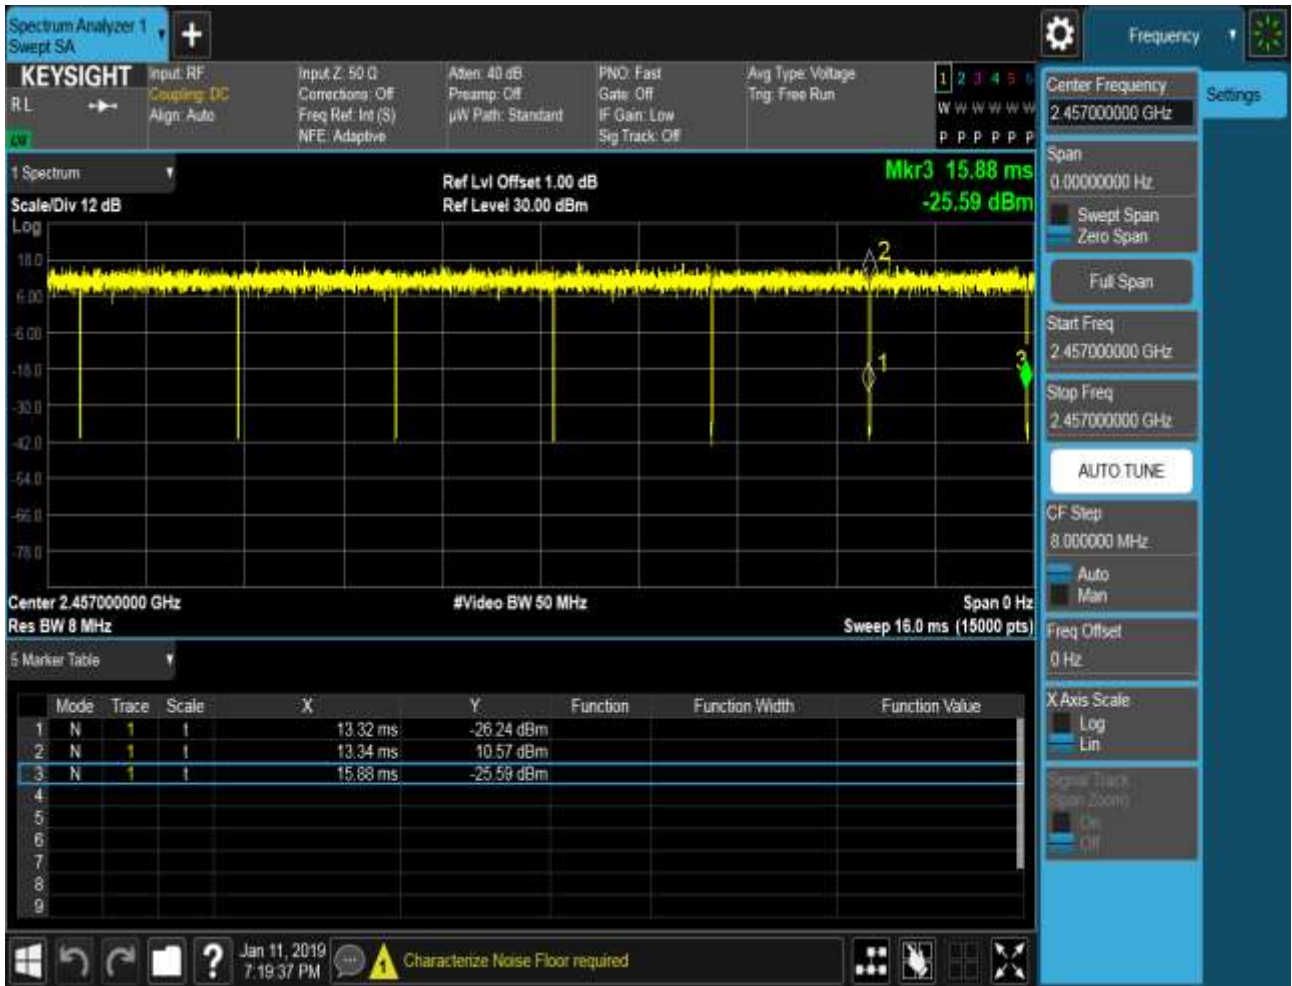 Spectrum Analyzer 1
Swept SA
+
Frequency
KEYSIGHT
RL
Input: RF
Coupling: DC
Align: Auto
Input Z: 50 Ω
Corrections: Off
Freq Ref: Int (S)
NFE: Adaptive
Atten: 40 dB
Preamp: Off
µW Path: Standard
PNO: Fast
Gate: Off
IF Gain: Low
Sig Track: Off
Avg Type: Voltage
Trig: Free Run
1 2 3 4 5 6
W W W W W W
P P P P P P
Settings
1 Spectrum
Scale/Div 12 dB
Log
Ref Lvl Offset 1.00 dB
Ref Level 30.00 dBm
Mkr3 15.88 ms
-25.59 dBm
18.0
6.00
-6.00
-18.0
-30.0
-42.0
-54.0
-66.0
-78.0
2
1
3
Center 2.457000000 GHz
Res BW 8 MHz
#Video BW 50 MHz
Span 0 Hz
Sweep 16.0 ms (15000 pts)
5 Marker Table
Mode Trace Scale X Y Function Function Width Function Value
1 N 1 t 13.32 ms -26.24 dBm
2 N 1 t 13.34 ms 10.57 dBm
3 N 1 t 15.88 ms -25.59 dBm
4
5
6
7
8
9
Center Frequency
2.457000000 GHz
Span
0.00000000 Hz
Swept Span
Zero Span
Full Span
Start Freq
2.457000000 GHz
Stop Freq
2.457000000 GHz
AUTO TUNE
CF Step
8.000000 MHz
Auto
Man
Freq Offset
0 Hz
X Axis Scale
Log
Lin
Signal Track
(Span Zoom)
On
Off
?
Jan 11, 2019
7:19:37 PM
1
Characterize Noise Floor required